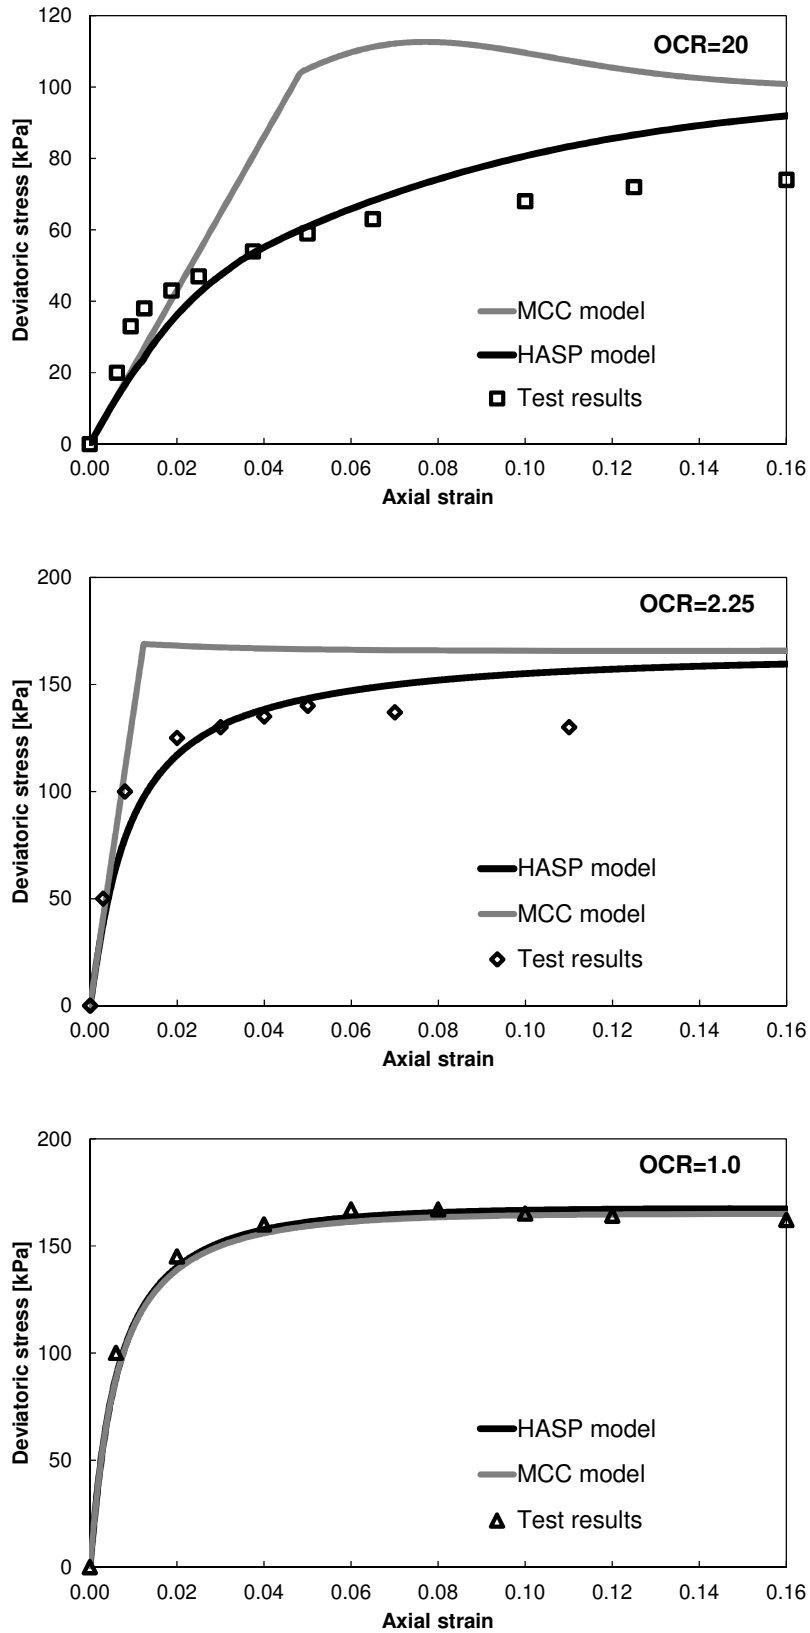 120
OCR=20
100
80
60
40
20
0
Deviatoric stress [kPa]
MCC model
HASP model
Test results
0.00 0.02 0.04 0.06 0.08 0.10 0.12 0.14 0.16
Axial strain
200
OCR=2.25
150
100
50
0
Deviatoric stress [kPa]
HASP model
MCC model
Test results
0.00 0.02 0.04 0.06 0.08 0.10 0.12 0.14 0.16
Axial strain
200
OCR=1.0
150
100
50
0
Deviatoric stress [kPa]
HASP model
MCC model
Test results
0.00 0.02 0.04 0.06 0.08 0.10 0.12 0.14 0.16
Axial strain